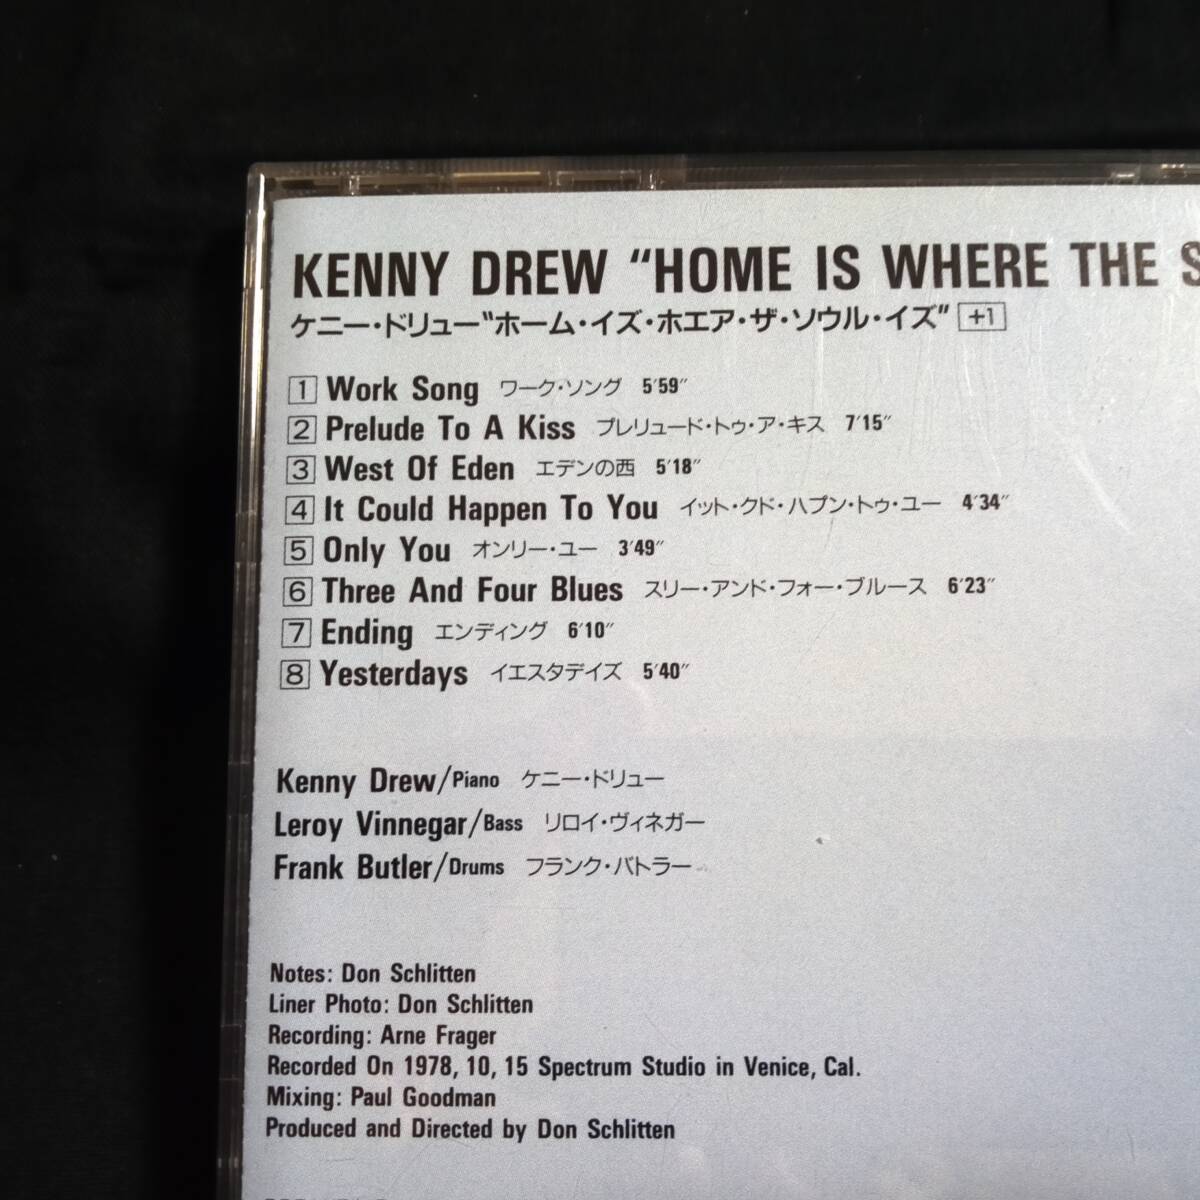 KENNY DREW "HOME IS WHERE THE
ケニー・ドリュー"ホーム・イズ・ホエア・ザ・ソウル・イズ" +1
1 Work Song ワーク・ソング 5'59"
2 Prelude To A Kiss プレリュード・トゥ・ア・キス 7'15"
3 West Of Eden エデンの西 5'18"
4 It Could Happen To You イット・クド・ハプン・トゥ・ユー 4'34"
5 Only You オンリー・ユー 3'49"
6 Three And Four Blues スリー・アンド・フォー・ブルース 6'23"
7 Ending エンディング 6'10"
8 Yesterdays イエスタデイズ 5'40"
Kenny Drew/Piano ケニー・ドリュー
Leroy Vinnegar/Bass リロイ・ヴィネガー
Frank Butler/Drums フランク・バトラー
Notes: Don Schlitten
Liner Photo: Don Schlitten
Recording: Arne Frager
Recorded On 1978, 10, 15 Spectrum Studio in Venice, Cal.
Mixing: Paul Goodman
Produced and Directed by Don Schlitten